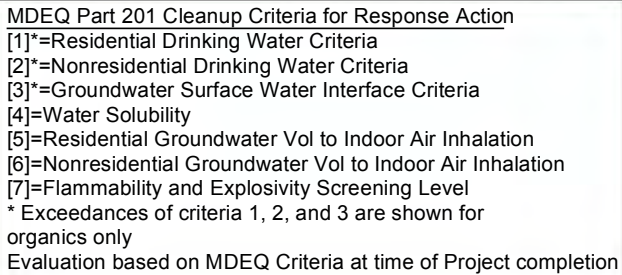 MDEQ Part 201 Cleanup Criteria for Response Action
[1]*=Residential Drinking Water Criteria
[2]*=Nonresidential Drinking Water Criteria
[3]*=Groundwater Surface Water Interface Criteria
[4]=Water Solubility
[5]=Residential Groundwater Vol to Indoor Air Inhalation
[6]=Nonresidential Groundwater Vol to Indoor Air Inhalation
[7]=Flammability and Explosivity Screening Level
* Exceedances of criteria 1, 2, and 3 are shown for
organics only
Evaluation based on MDEQ Criteria at time of Project completion